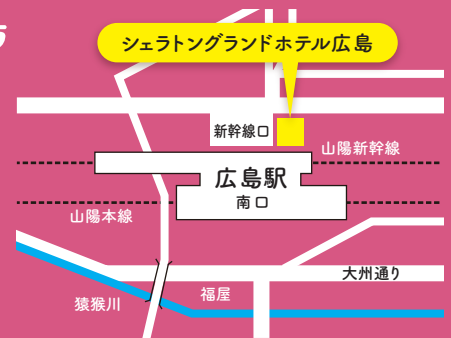 シェラトングランドホテル広島
新幹線口
山陽新幹線
広島駅
南口
山陽本線
大州通り
福屋
猿猴川